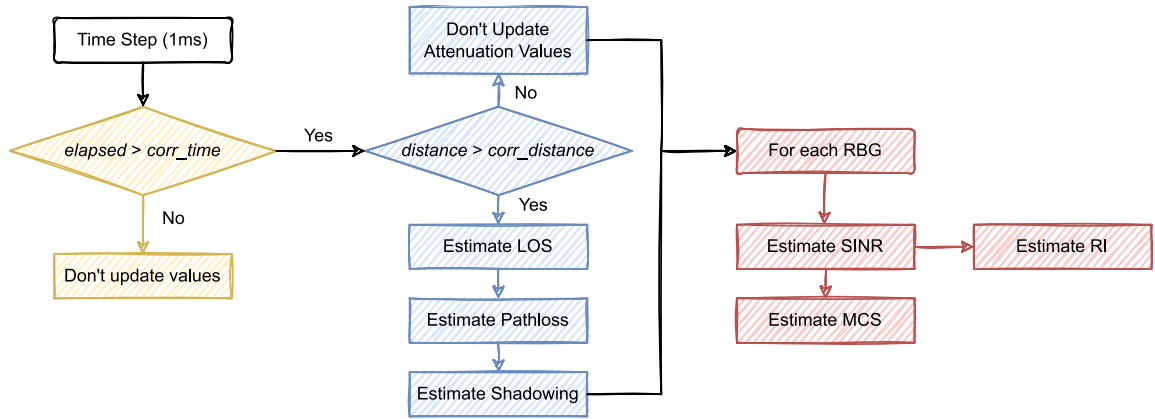 Time Step (1ms)
elapsed > corr_time
Yes
No
Don't update values
Don't Update
Attenuation Values
No
distance > corr_distance
Yes
Estimate LOS
Estimate Pathloss
Estimate Shadowing
For each RBG
Estimate SINR
Estimate RI
Estimate MCS